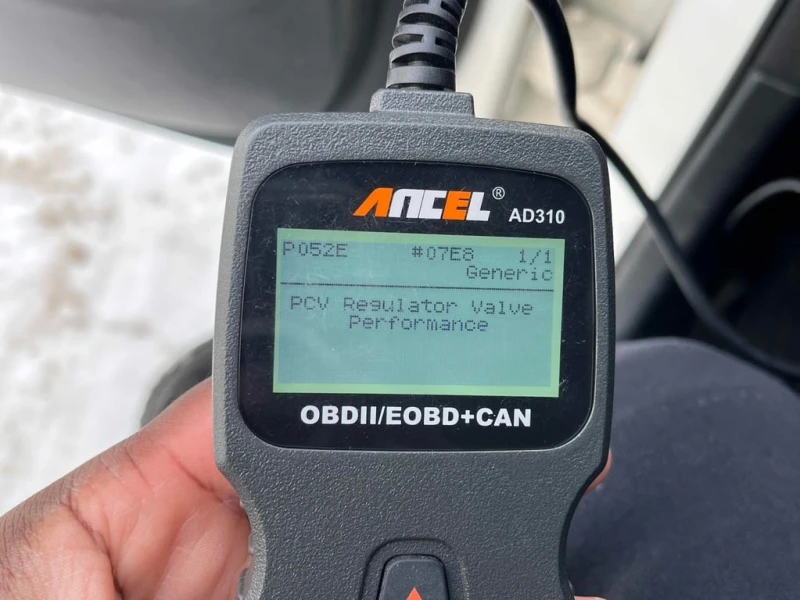 ANCEL®
AD310
P052E #07E8 1/1
Generic
PCV Regulator Valve
Performance
OBDII/EOBD+CAN